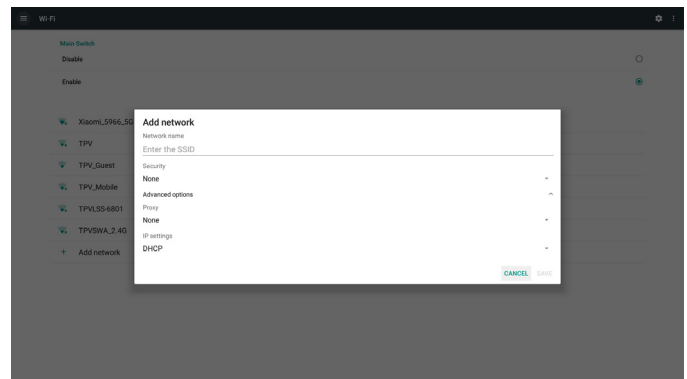 Wi-Fi
Main Switch
Disable
Enable
Xiaomi_5966_5G
TPV
TPV_Guest
TPV_Mobile
TPVLSS-6801
TPVSWA_2.4G
Add network
Add network
Network name
Enter the SSID
Security
None
Advanced options
Proxy
None
IP settings
DHCP
CANCEL SAVE